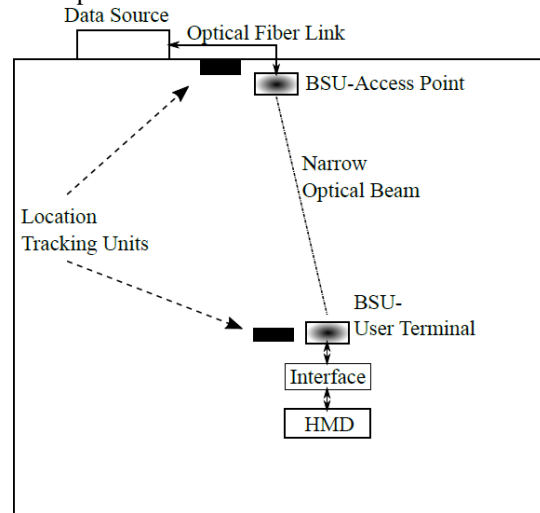 Data Source
Optical Fiber Link
BSU-Access Point
Narrow
Optical Beam
Location
Tracking Units
BSU-
User Terminal
Interface
HMD